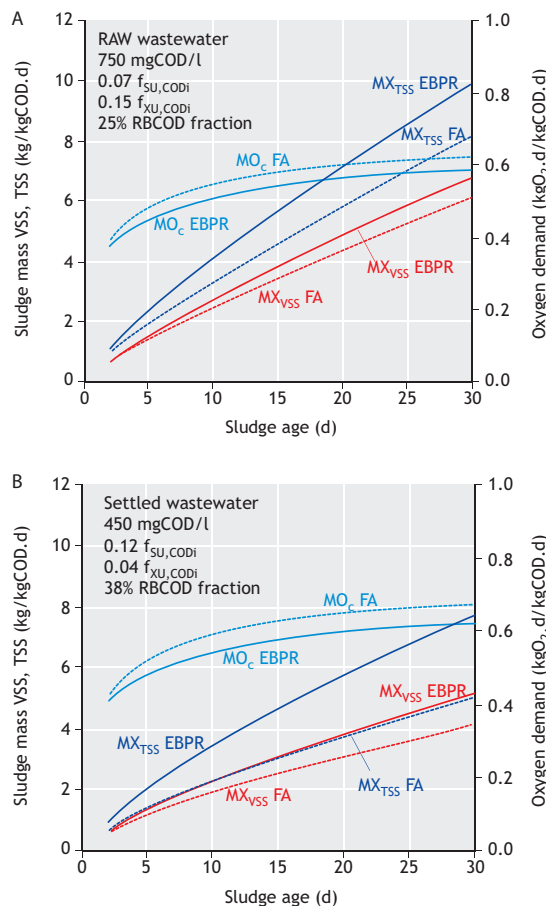 A
RAW wastewater
750 mgCOD/l
0.07 fSU,CODi
0.15 fXU,CODi
25% RBCOD fraction
MXTSS EBPR
MXTSS FA
MOc FA
MOc EBPR
MXVSS EBPR
MXVSS FA
Sludge mass VSS, TSS (kg/kgCOD.d)
12
10
8
6
4
2
0
Oxygen demand (kgO2.d/kgCOD.d)
1.0
0.8
0.6
0.4
0.2
0.0
0 5 10 15 20 25 30
Sludge age (d)
B
Settled wastewater
450 mgCOD/l
0.12 fSU,CODi
0.04 fXU,CODi
38% RBCOD fraction
MOc FA
MOc EBPR
MXVSS EBPR
MXTSS EBPR
MXVSS FA
MXTSS FA
Sludge mass VSS, TSS (kg/kgCOD.d)
12
10
8
6
4
2
0
Oxygen demand (kgO2.d/kgCOD.d)
1.0
0.8
0.6
0.4
0.2
0.0
0 5 10 15 20 25 30
Sludge age (d)